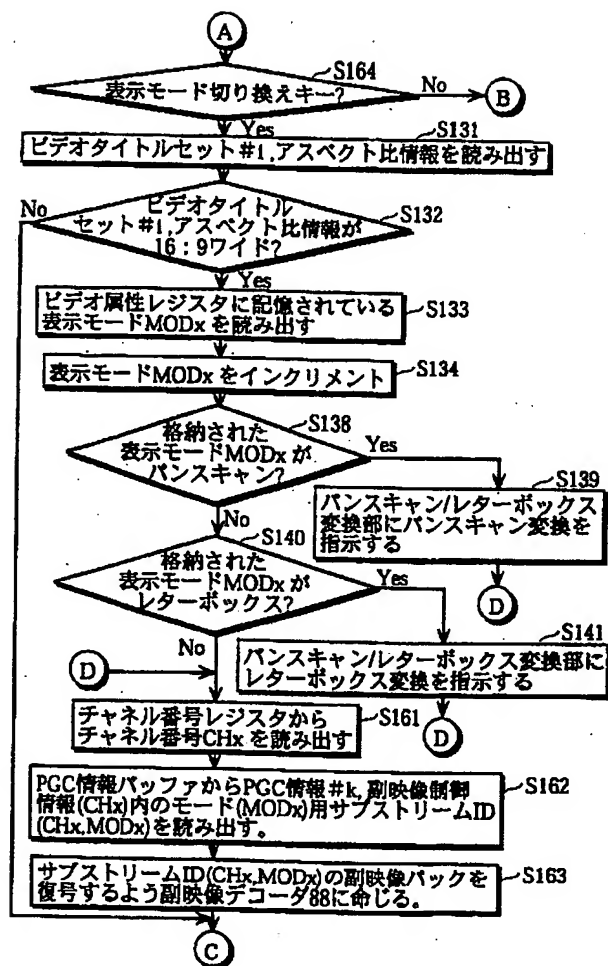 A
S164
表示モード切り換えキー?
No
B
Yes
S131
ビデオタイトルセット#i,アスペクト比情報を読み出す
No
ビデオタイトル
セット#i,アスペクト比情報が
16:9ワイド?
S132
Yes
ビデオ属性レジスタに記憶されている
表示モードMODxを読み出す
S133
表示モードMODxをインクリメント
S134
S138
格納された
表示モードMODxが
パンスキャン?
Yes
No
S139
パンスキャン/レターボックス
変換部にパンスキャン変換を
指示する
D
S140
格納された
表示モードMODxが
レターボックス?
Yes
No
S141
パンスキャン/レターボックス変換部に
レターボックス変換を指示する
D
D
チャネル番号レジスタから
チャネル番号CHxを読み出す
S161
PGC情報バッファからPGC情報#k,副映像制御
情報(CHx)内のモード(MODx)用サブストリームID
(CHx,MODx)を読み出す。
S162
サブストリームID(CHx,MODx)の副映像パックを
復号するよう副映像デコーダ88に命じる。
S163
C